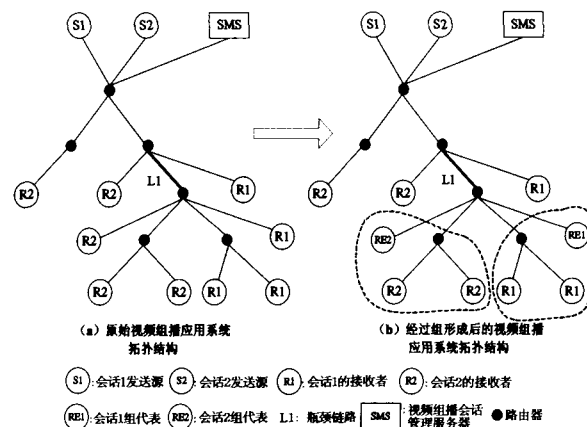 S1 S2 SMS S1 S2 SMS
R2 R2 L1 R1 R2 R2 L1 R1
R2 R1 RE2 RE1
R2 R2 R1 R1 R2 R2 R1 R1
(a) 原始视频组播应用系统
拓扑结构
(b) 经过组形成后的视频组播
应用系统拓扑结构
S1:会话1发送源 S2:会话2发送源 R1:会话1的接收者 R2:会话2的接收者
RE1:会话1组代表 RE2:会话2组代表 L1: 瓶颈链路 SMS:视频组播会话
管理服务器 路由器